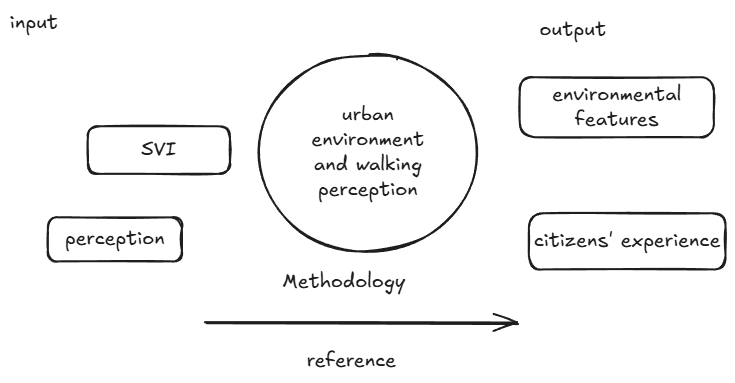 input
output
SVI
perception
urban
environment
and walking
perception
environmental
features
citizens' experience
Methodology
reference